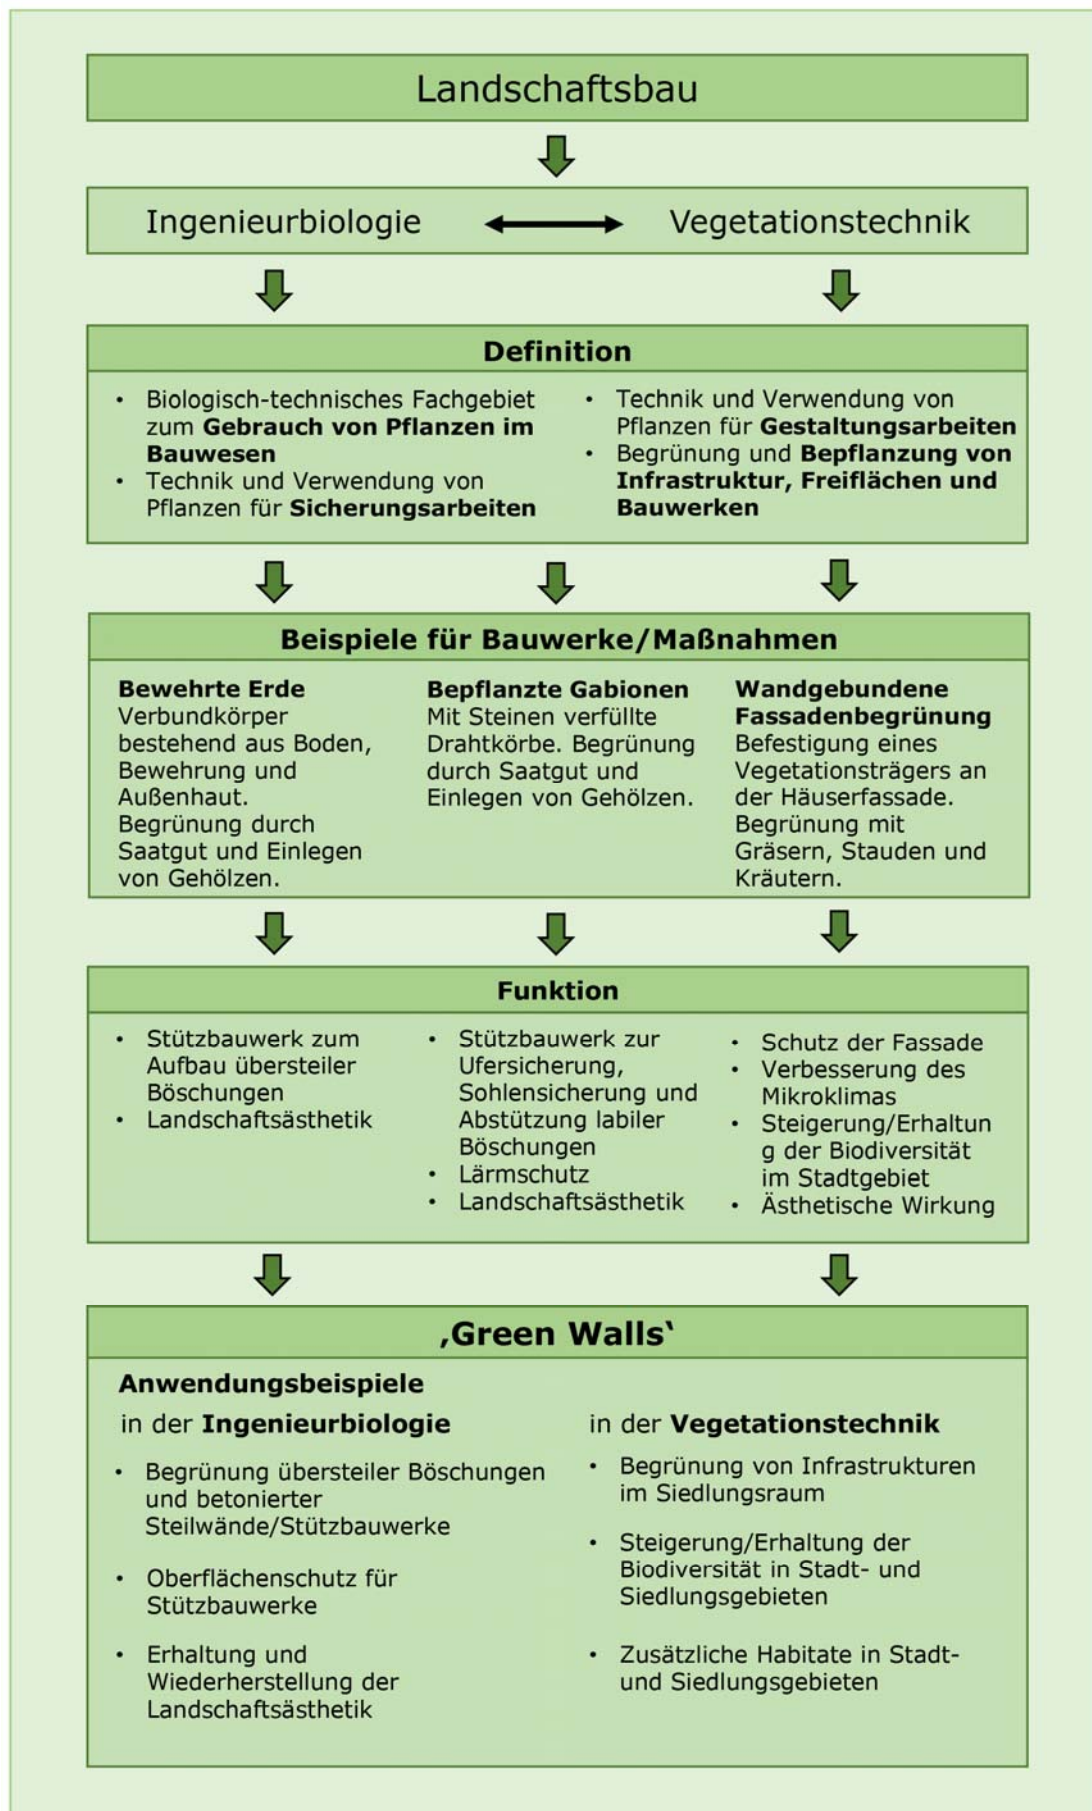 Landschaftsbau
Ingenieurbiologie
Vegetationstechnik
Definition
• Biologisch-technisches Fachgebiet
zum Gebrauch von Pflanzen im
Bauwesen
• Technik und Verwendung von
Pflanzen für Sicherungsarbeiten
• Technik und Verwendung von
Pflanzen für Gestaltungsarbeiten
• Begrünung und Bepflanzung von
Infrastruktur, Freiflächen und
Bauwerken
Beispiele für Bauwerke/Maßnahmen
Bewehrte Erde
Verbundkörper
bestehend aus Boden,
Bewehrung und
Außenhaut.
Begrünung durch
Saatgut und Einlegen
von Gehölzen.
Bepflanzte Gabionen
Mit Steinen verfüllte
Drahtkörbe. Begrünung
durch Saatgut und
Einlegen von Gehölzen.
Wandgebundene
Fassadenbegrünung
Befestigung eines
Vegetationsträgers an
der Häuserfassade.
Begrünung mit
Gräsern, Stauden und
Kräutern.
Funktion
• Stützbauwerk zum
Aufbau übersteiler
Böschungen
• Landschaftsästhetik
• Stützbauwerk zur
Ufersicherung,
Sohlensicherung und
Abstützung labiler
Böschungen
• Lärmschutz
• Landschaftsästhetik
• Schutz der Fassade
• Verbesserung des
Mikroklimas
• Steigerung/Erhaltun
g der Biodiversität
im Stadtgebiet
• Ästhetische Wirkung
‚Green Walls‘
Anwendungsbeispiele
in der Ingenieurbiologie
• Begrünung übersteiler Böschungen
und betonierter
Steilwände/Stützbauwerke
• Oberflächenschutz für
Stützbauwerke
• Erhaltung und
Wiederherstellung der
Landschaftsästhetik
in der Vegetationstechnik
• Begrünung von Infrastrukturen
im Siedlungsraum
• Steigerung/Erhaltung der
Biodiversität in Stadt- und
Siedlungsgebieten
• Zusätzliche Habitate in Stadt-
und Siedlungsgebieten